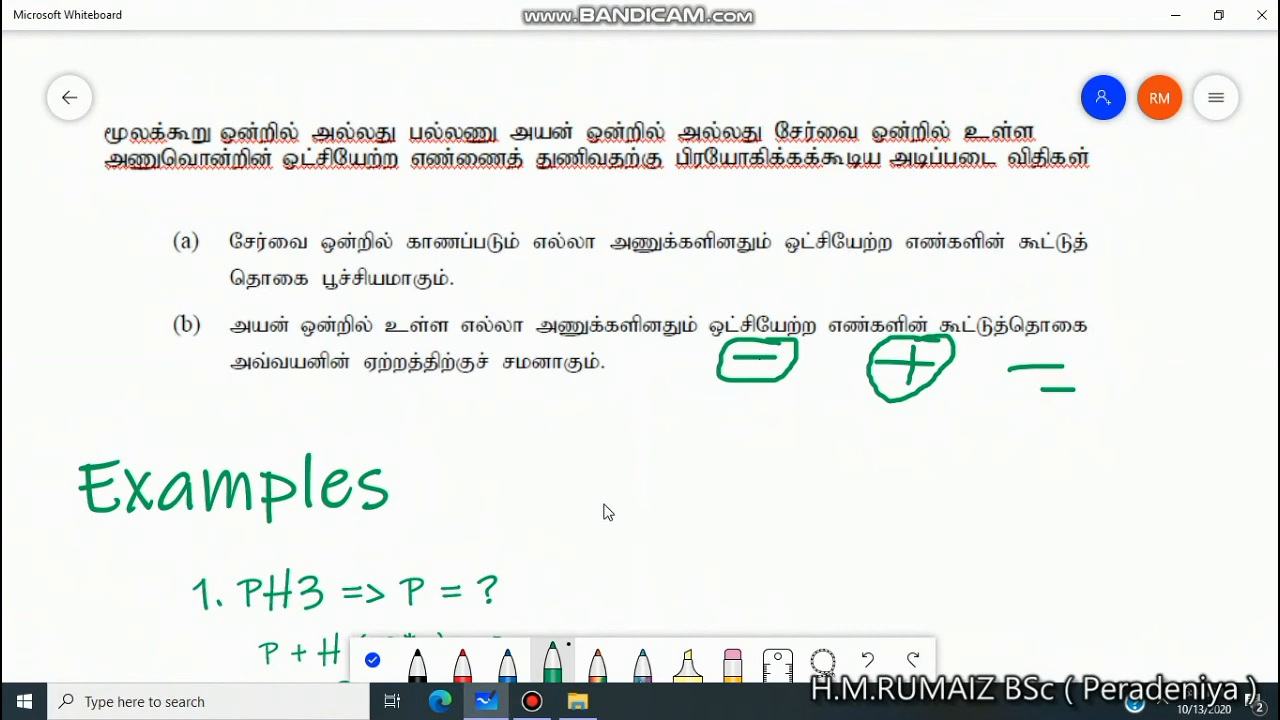 Microsoft Whiteboard
www.BANDICAM.com
RM
மூலக்கூறு ஒன்றில் அல்லது பல்லணு அயன் ஒன்றில் அல்லது சேர்வை ஒன்றில் உள்ள
அணுவொன்றின் ஒட்சியேற்ற எண்ணைத் துணிவதற்கு பிரயோகிக்கக்கூடிய அடிப்படை விதிகள்
(a) சேர்வை ஒன்றில் காணப்படும் எல்லா அணுக்களினதும் ஒட்சியேற்ற எண்களின் கூட்டுத்
தொகை பூச்சியமாகும்.
(b) அயன் ஒன்றில் உள்ள எல்லா அணுக்களினதும் ஒட்சியேற்ற எண்களின் கூட்டுத்தொகை
அவ்வயனின் ஏற்றத்திற்குச் சமனாகும்.
− + =
Examples
1. PH3 => P = ?
P + H
Type here to search
H.M.RUMAIZ BSc ( Peradeniya )
10/13/2020
2